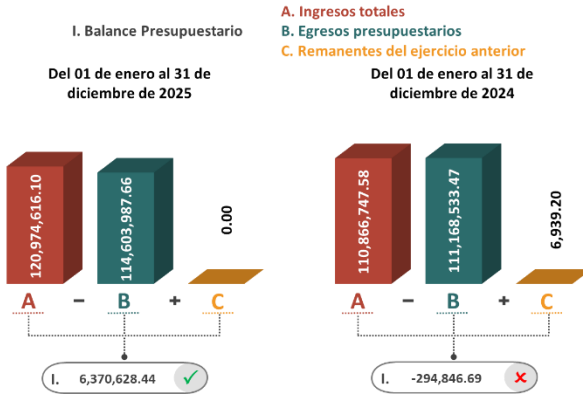 A. Ingresos totales
I. Balance Presupuestario
B. Egresos presupuestarios
C. Remanentes del ejercicio anterior
Del 01 de enero al 31 de
diciembre de 2025
Del 01 de enero al 31 de
diciembre de 2024
120,974,616.10
114,603,987.66
0.00
110,866,747.58
111,168,533.47
6,939.20
A – B + C
A – B + C
I. 6,370,628.44 ✓
I. -294,846.69 ✘